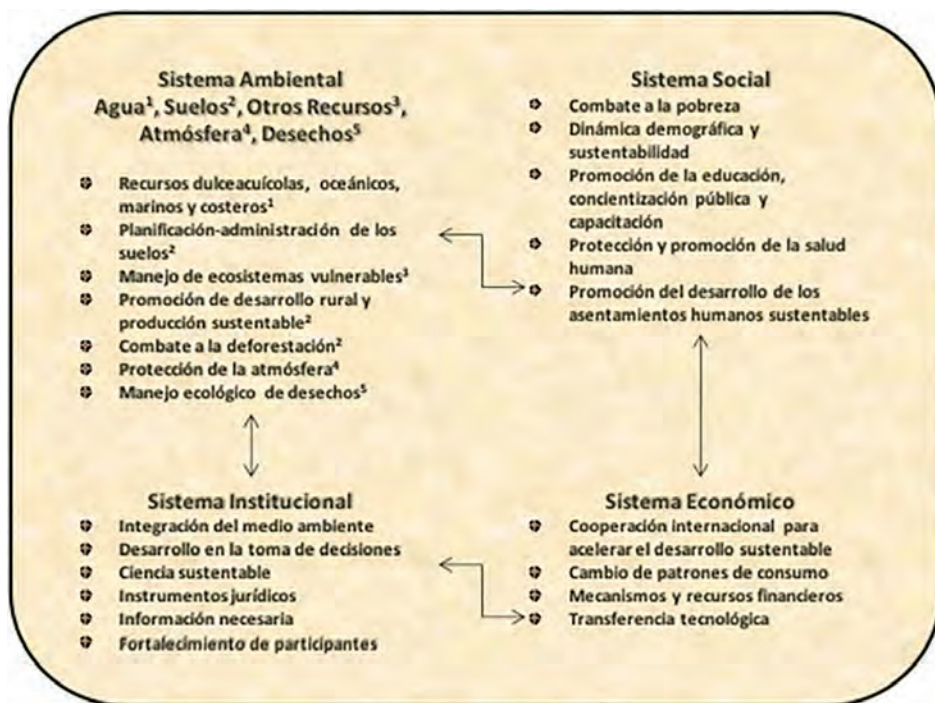 Sistema Ambiental
Agua¹, Suelos², Otros Recursos³,
Atmósfera⁴, Desechos⁵
Recursos dulceacuícolas, oceánicos,
marinos y costeros¹
Planificación-administración de los
suelos²
Manejo de ecosistemas vulnerables³
Promoción de desarrollo rural y
producción sustentable²
Combate a la deforestación²
Protección de la atmósfera⁴
Manejo ecológico de desechos⁵
Sistema Social
Combate a la pobreza
Dinámica demográfica y
sustentabilidad
Promoción de la educación,
concientización pública y
capacitación
Protección y promoción de la salud
humana
Promoción del desarrollo de los
asentamientos humanos sustentables
Sistema Institucional
Integración del medio ambiente
Desarrollo en la toma de decisiones
Ciencia sustentable
Instrumentos jurídicos
Información necesaria
Fortalecimiento de participantes
Sistema Económico
Cooperación internacional para
acelerar el desarrollo sustentable
Cambio de patrones de consumo
Mecanismos y recursos financieros
Transferencia tecnológica